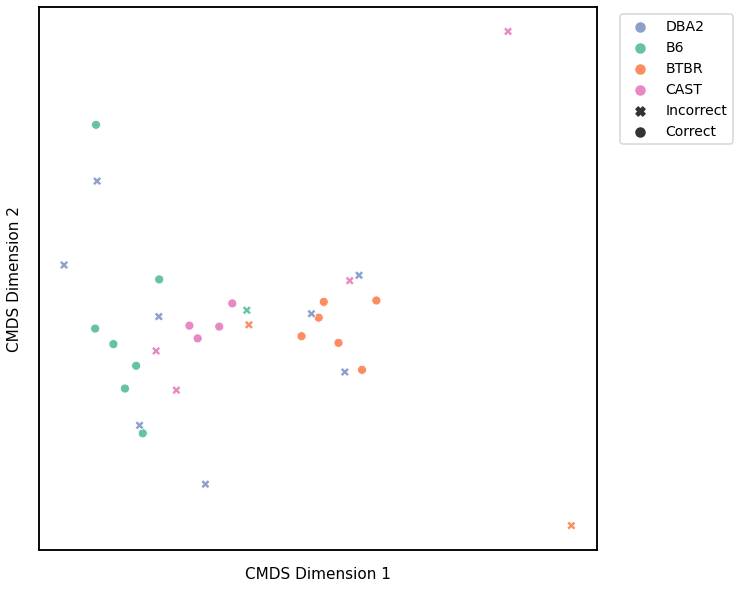 DBA2
B6
BTBR
CAST
Incorrect
Correct
CMDS Dimension 2
CMDS Dimension 1